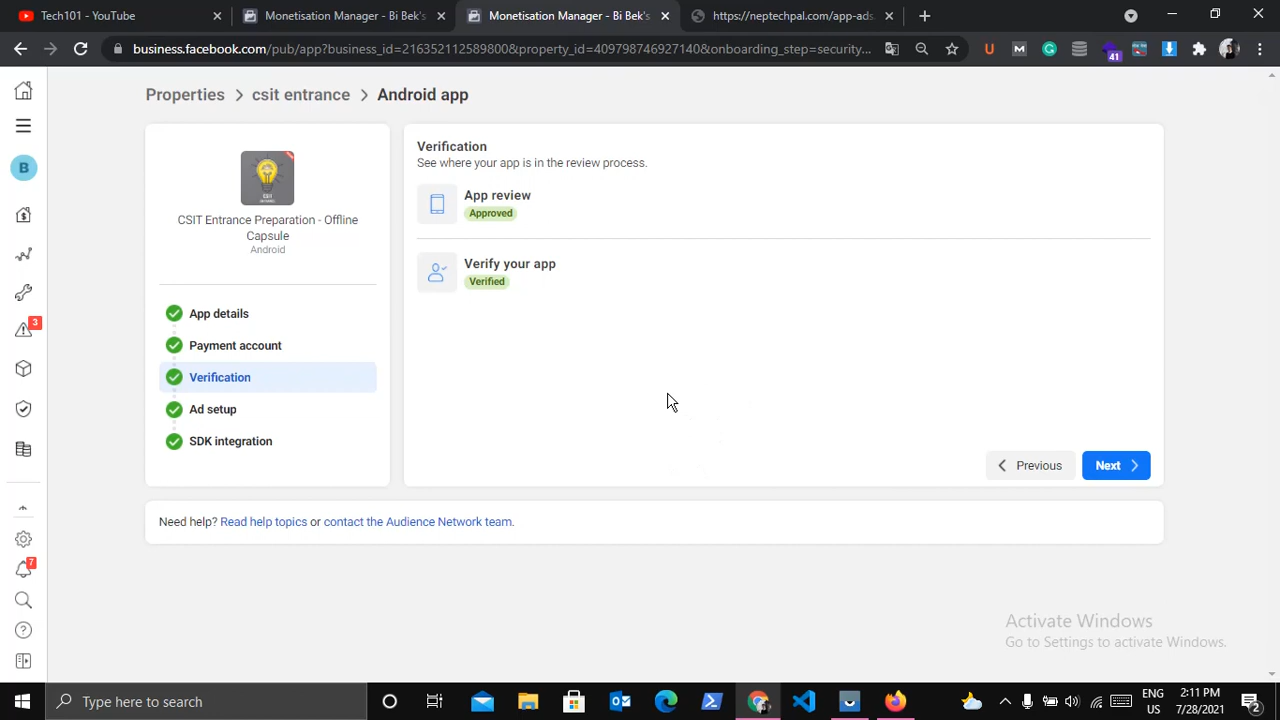 Tech101 - YouTube
Monetisation Manager - Bi Bek's
Monetisation Manager - Bi Bek's
https://neptechpal.com/app-ads.
business.facebook.com/pub/app?business_id=216352112589800&property_id=409798746927140&onboarding_step=security...
41
Properties > csit entrance > Android app
B
3
7
CSIT Entrance Preparation - Offline
Capsule
Android
App details
Payment account
Verification
Ad setup
SDK integration
Verification
See where your app is in the review process.
App review
Approved
Verify your app
Verified
Previous
Next
Need help? Read help topics or contact the Audience Network team.
Activate Windows
Go to Settings to activate Windows.
Type here to search
ENG
US
2:11 PM
7/28/2021
2